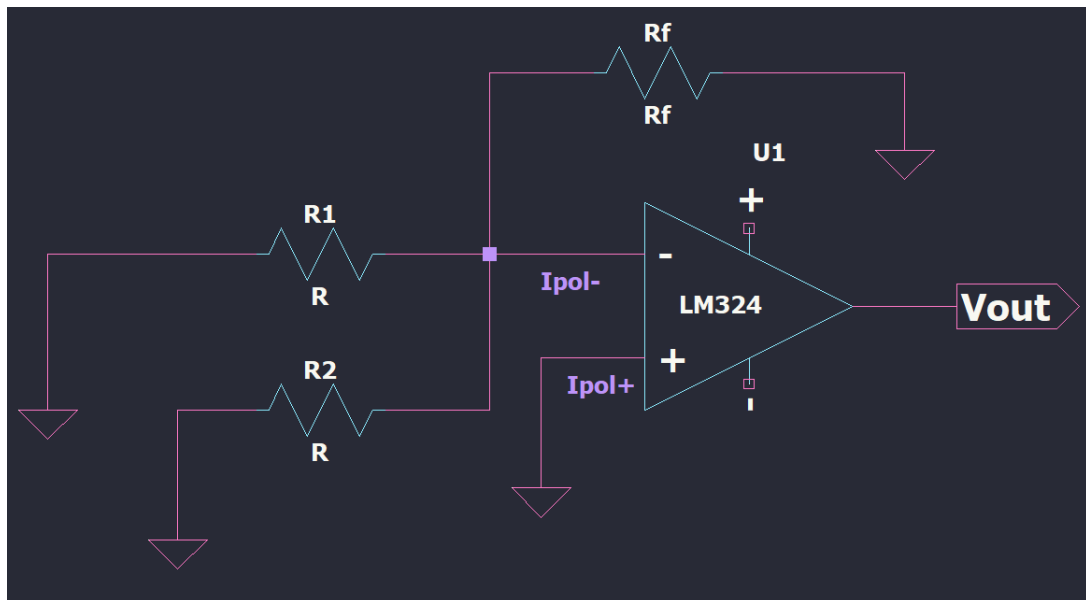 Rf
Rf
U1
+
R1
R
-
Ipol-
LM324
Vout
+
Ipol+
R2
R
-